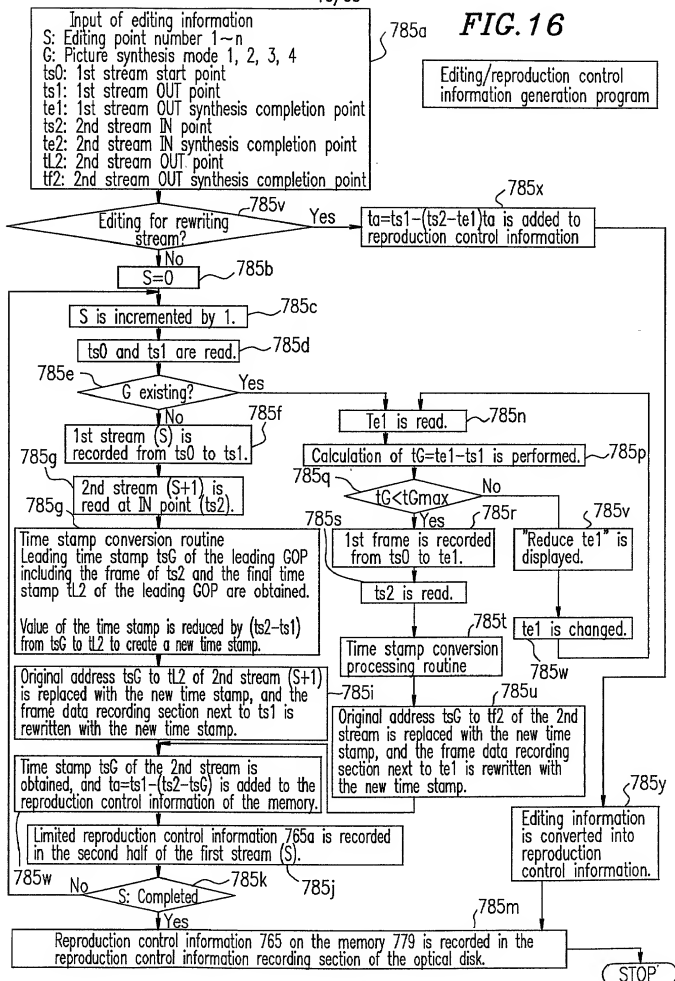 FIG. 16
Input of editing information
S: Editing point number 1~n
G: Picture synthesis mode 1, 2, 3, 4
ts0: 1st stream start point
ts1: 1st stream OUT point
te1: 1st stream OUT synthesis completion point
ts2: 2nd stream IN point
te2: 2nd stream IN synthesis completion point
tL2: 2nd stream OUT point
tf2: 2nd stream OUT synthesis completion point
785a
Editing/reproduction control
information generation program
785v
Editing for rewriting
stream?
Yes
785x
ta=ts1-(ts2-te1)ta is added to
reproduction control information
No
S=0
785b
S is incremented by 1.
785c
ts0 and ts1 are read.
785d
785e
G existing?
Yes
No
785f
1st stream (S) is
recorded from ts0 to ts1.
785g
2nd stream (S+1) is
read at IN point (ts2).
785g
Time stamp conversion routine
Leading time stamp tsG of the leading GOP
including the frame of ts2 and the final time
stamp tL2 of the leading GOP are obtained.
Value of the time stamp is reduced by (ts2-ts1)
from tsG to tL2 to create a new time stamp.
Original address tsG to tL2 of 2nd stream (S+1)
is replaced with the new time stamp, and the
frame data recording section next to ts1 is
rewritten with the new time stamp.
785i
Time stamp tsG of the 2nd stream is
obtained, and ta=ts1-(ts2-tsG) is added to the
reproduction control information of the memory.
785w
Limited reproduction control information 765a is recorded
in the second half of the first stream (S).
785j
No
S: Completed
785k
Yes
Te1 is read.
785n
Calculation of tG=te1-ts1 is performed.
785p
785q
tG<tGmax
No
Yes
785r
785s
1st frame is recorded
from ts0 to te1.
ts2 is read.
785t
Time stamp conversion
processing routine
785u
Original address tsG to tf2 of the 2nd
stream is replaced with the new time
stamp, and the frame data recording
section next to te1 is rewritten with
the new time stamp.
785v
"Reduce te1" is
displayed.
te1 is changed.
785w
785y
Editing information
is converted into
reproduction
control information.
785m
Reproduction control information 765 on the memory 779 is recorded in the
reproduction control information recording section of the optical disk.
STOP